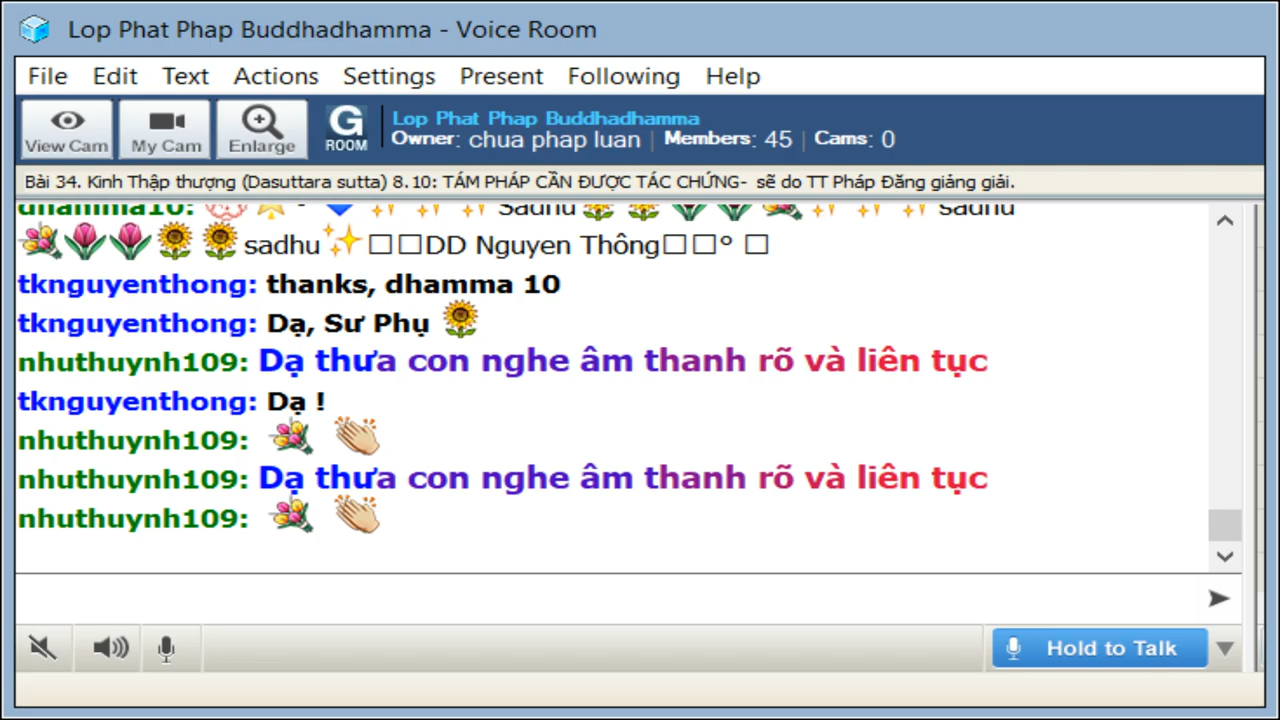 Lop Phat Phap Buddhadhamma - Voice Room
File Edit Text Actions Settings Present Following Help
View Cam My Cam Enlarge G ROOM
Lop Phat Phap Buddhadhamma
Owner: chua phap luan | Members: 45 | Cams: 0
Bài 34. Kinh Thập thượng (Dasuttara sutta) 8.10: TÁM PHÁP CẦN ĐƯỢC TÁC CHỨNG- sẽ do TT Pháp Đăng giảng giải.
dhamma10: Sadhu sadhu
sadhu DD Nguyen Thông
tknguyenthong: thanks, dhamma 10
tknguyenthong: Dạ, Sư Phụ
nhuthuynh109: Dạ thưa con nghe âm thanh rõ và liên tục
tknguyenthong: Dạ !
nhuthuynh109:
nhuthuynh109: Dạ thưa con nghe âm thanh rõ và liên tục
nhuthuynh109:
Hold to Talk